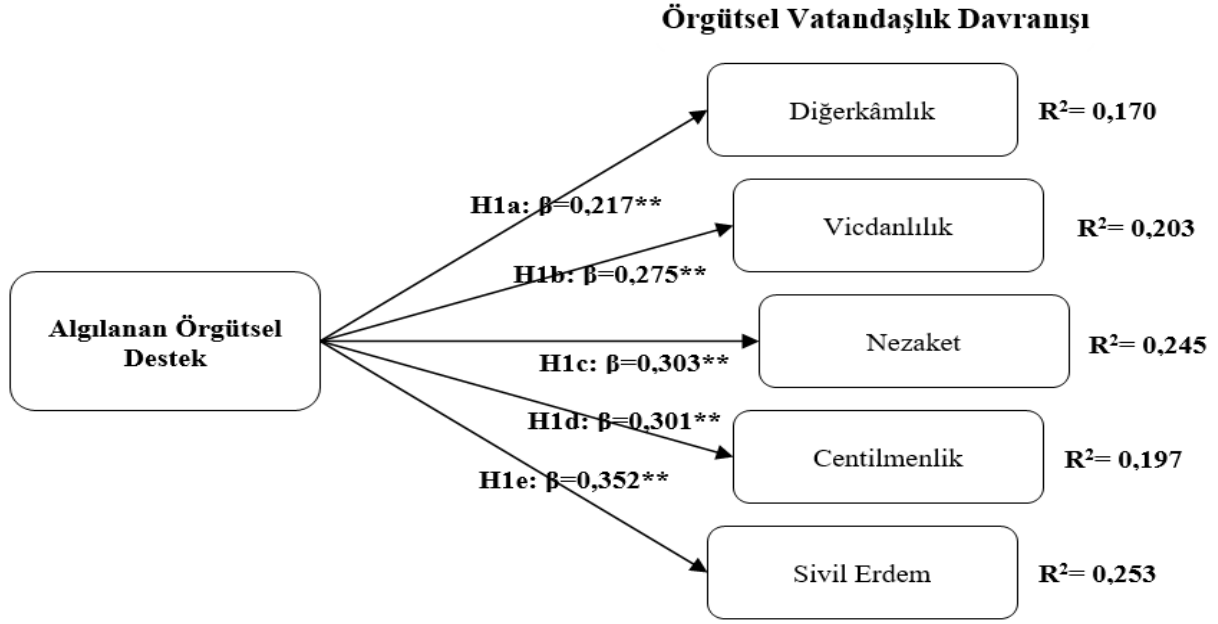 Örgütsel Vatandaşlık Davranışı
Diğerkâmlık
R²= 0,170
H1a: β=0,217**
Vicdanlılık
R²= 0,203
H1b: β=0,275**
Algılanan Örgütsel
Destek
Nezaket
R²= 0,245
H1c: β=0,303**
H1d: β=0,301**
Centilmenlik
R²= 0,197
H1e: β=0,352**
Sivil Erdem
R²= 0,253